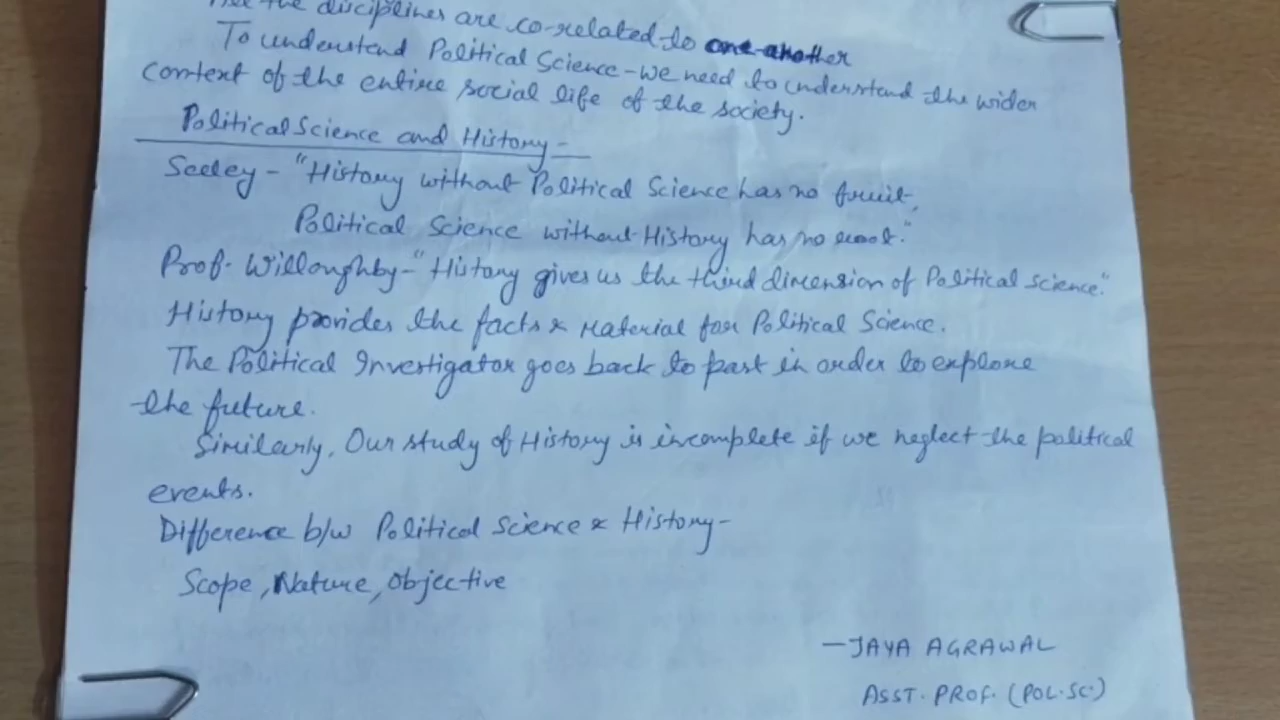 the disciplines are co-related to one another
To understand Political Science-we need to understand the wider
context of the entire social life of the society.
Political Science and History-
Seeley - "History without Political Science has no fruit,
Political Science without History has no root."
Prof. Willoughby-"History gives us the third dimension of Political Science."
History provides the facts & material for Political Science.
The Political Investigator goes back to past in order to explore
the future.
Similarly, Our study of History is incomplete if we neglect the political
events.
Difference b/w Political Science & History-
Scope, Nature, Objective
-JAYA AGRAWAL
ASST. PROF. (POL.SC.)